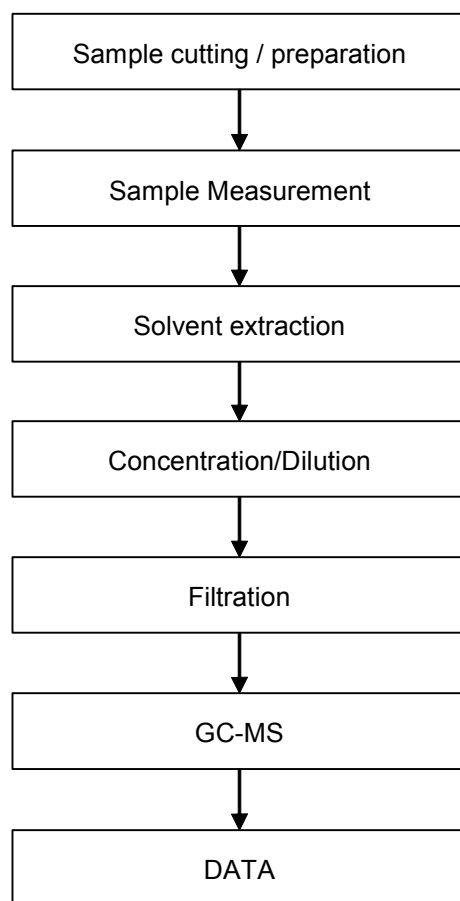 Sample cutting / preparation
Sample Measurement
Solvent extraction
Concentration/Dilution
Filtration
GC-MS
DATA